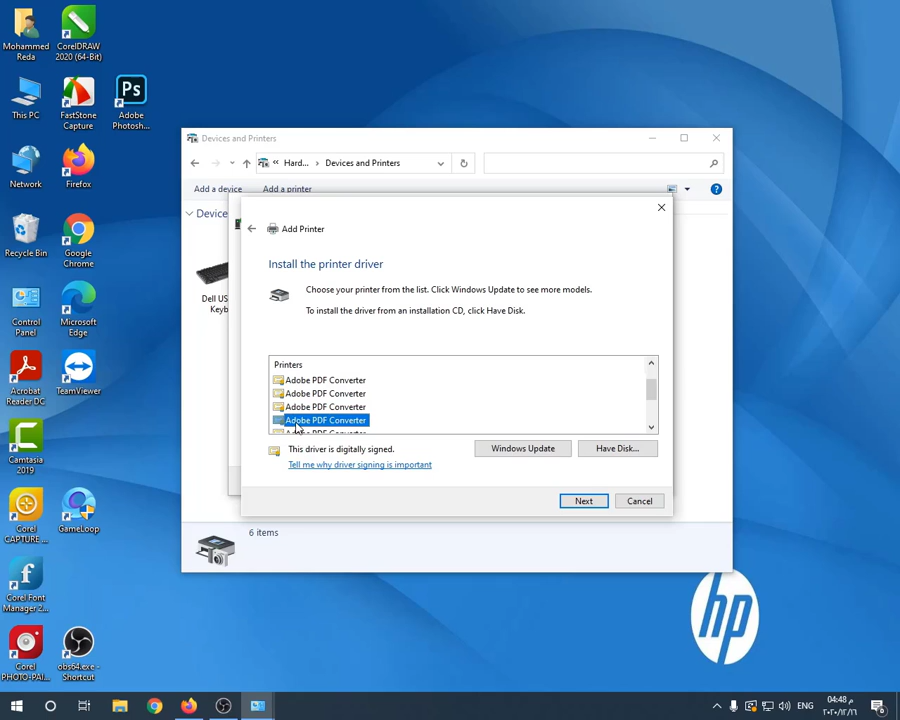 Mohammed
Reda
CorelDRAW
2020 (64-Bit)
This PC
FastStone
Capture
Adobe
Photosh...
Network
Firefox
Recycle Bin
Google
Chrome
Control
Panel
Microsoft
Edge
Acrobat
Reader DC
TeamViewer
Camtasia
2019
Corel
CAPTURE ...
GameLoop
Corel Font
Manager 2...
Corel
PHOTO-PAI...
obs64.exe -
Shortcut
Ps
Devices and Printers
Hard...
Devices and Printers
Add a device
Add a printer
Device
Dell US
Keyb
Add Printer
Install the printer driver
Choose your printer from the list. Click Windows Update to see more models.
To install the driver from an installation CD, click Have Disk.
Printers
Adobe PDF Converter
Adobe PDF Converter
Adobe PDF Converter
Adobe PDF Converter
This driver is digitally signed.
Tell me why driver signing is important
Windows Update
Have Disk...
Next
Cancel
6 items
hp
ENG
04:48 م
٢٠٢٠/١٢/١٦